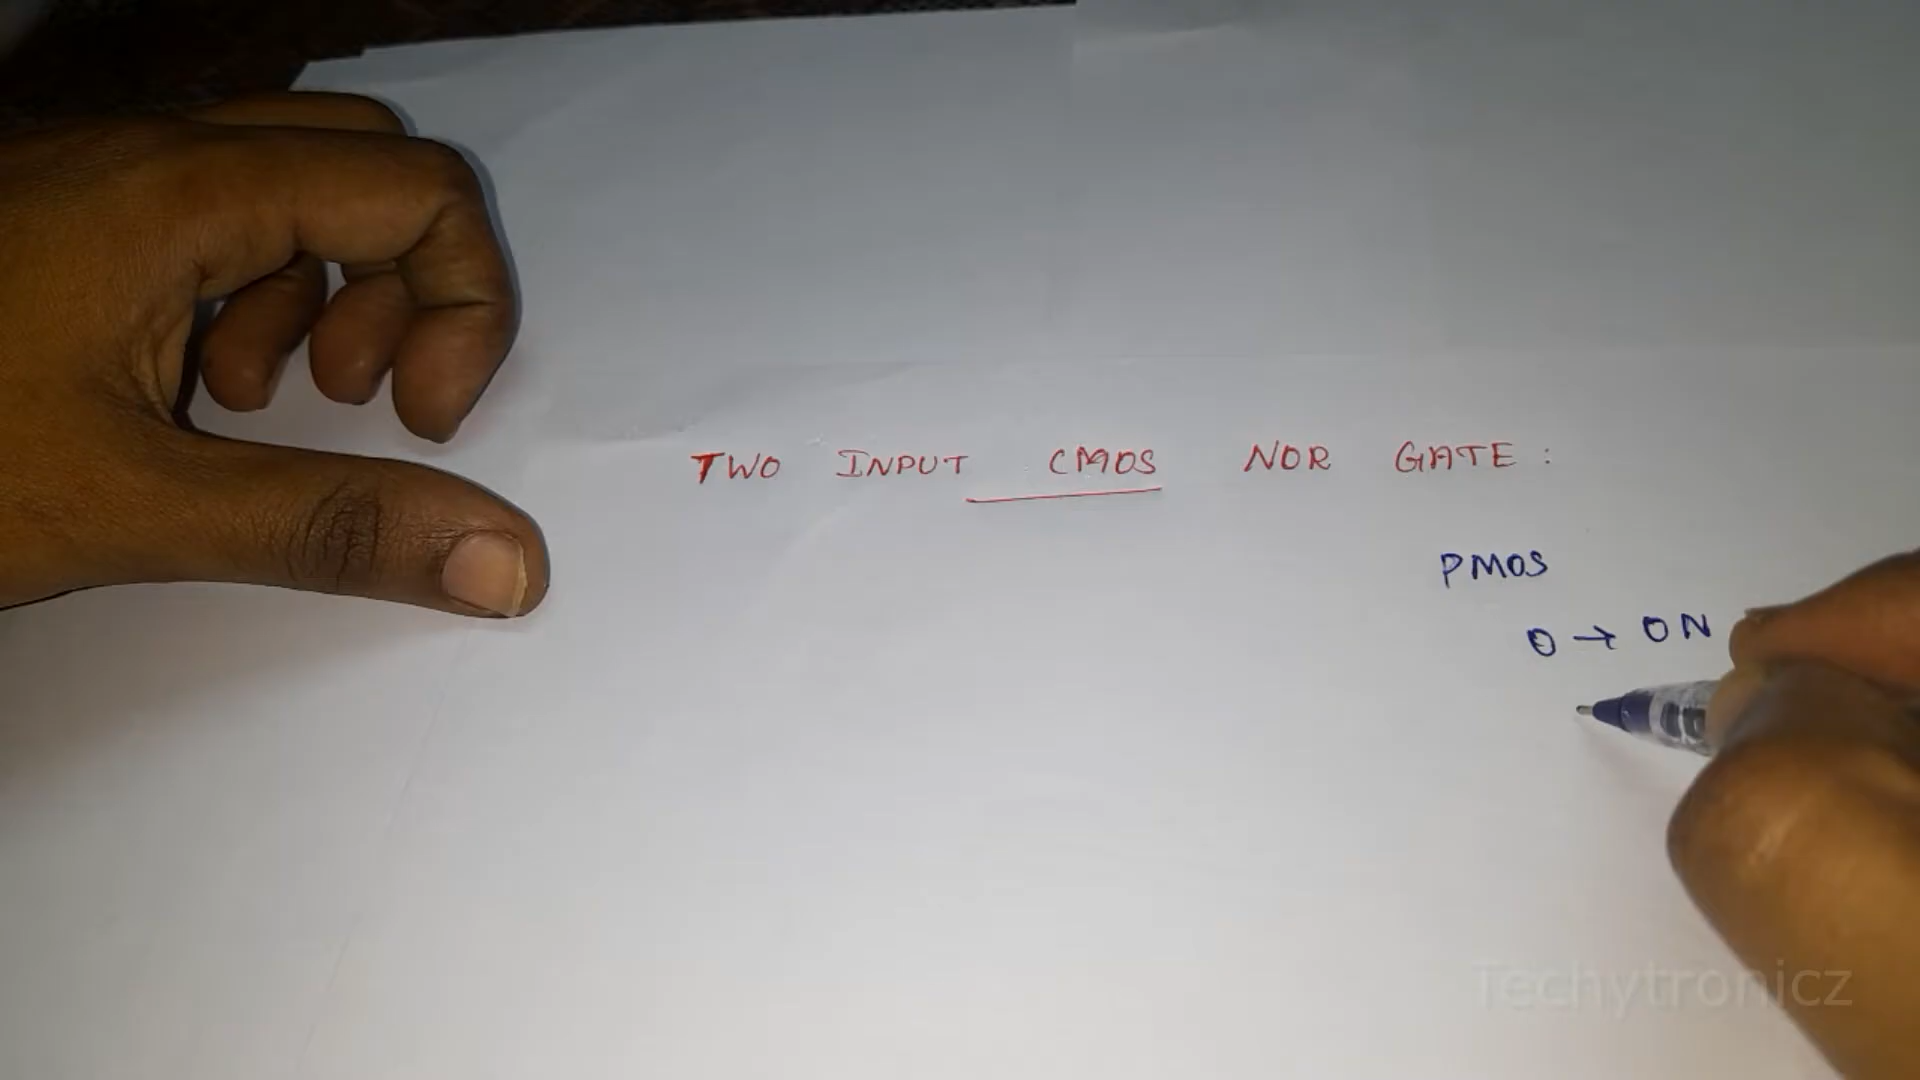 TWO INPUT CMOS NOR GATE :
PMOS
0 → ON
Techytronicz